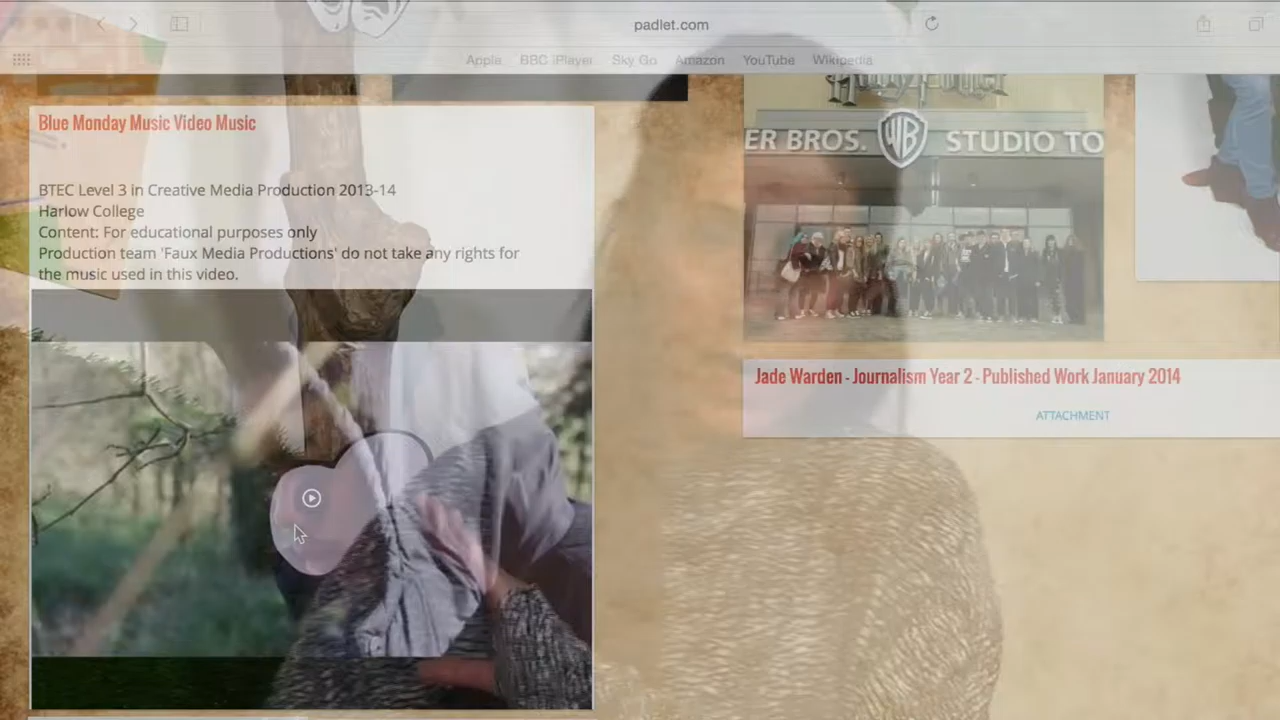 padlet.com
Apple BBC iPlayer Sky Go Amazon YouTube Wikipedia
Blue Monday Music Video Music
BTEC Level 3 in Creative Media Production 2013-14
Harlow College
Content: For educational purposes only
Production team 'Faux Media Productions' do not take any rights for
the music used in this video.
Harry Potter
ER BROS. WB STUDIO TO
Jade Warden - Journalism Year 2 - Published Work January 2014
ATTACHMENT